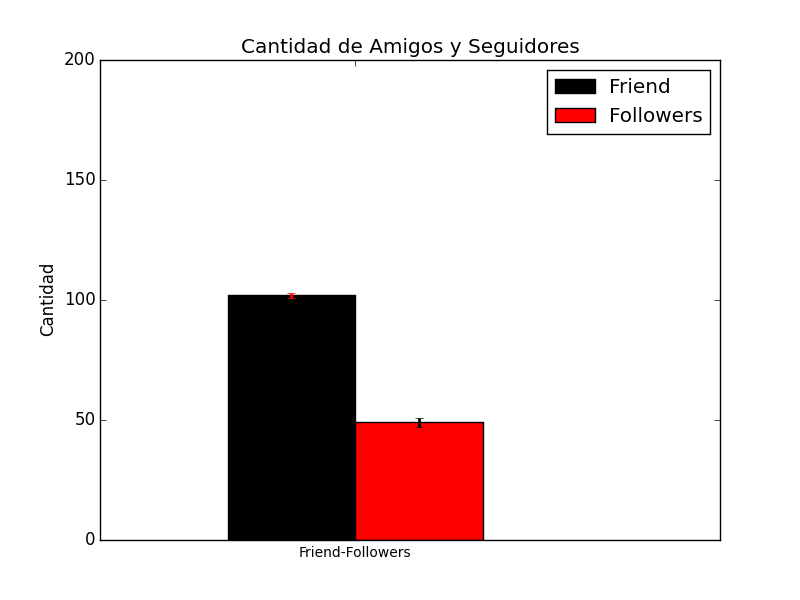 Cantidad de Amigos y Seguidores
200
150
100
50
0
Cantidad
Friend
Followers
Friend-Followers